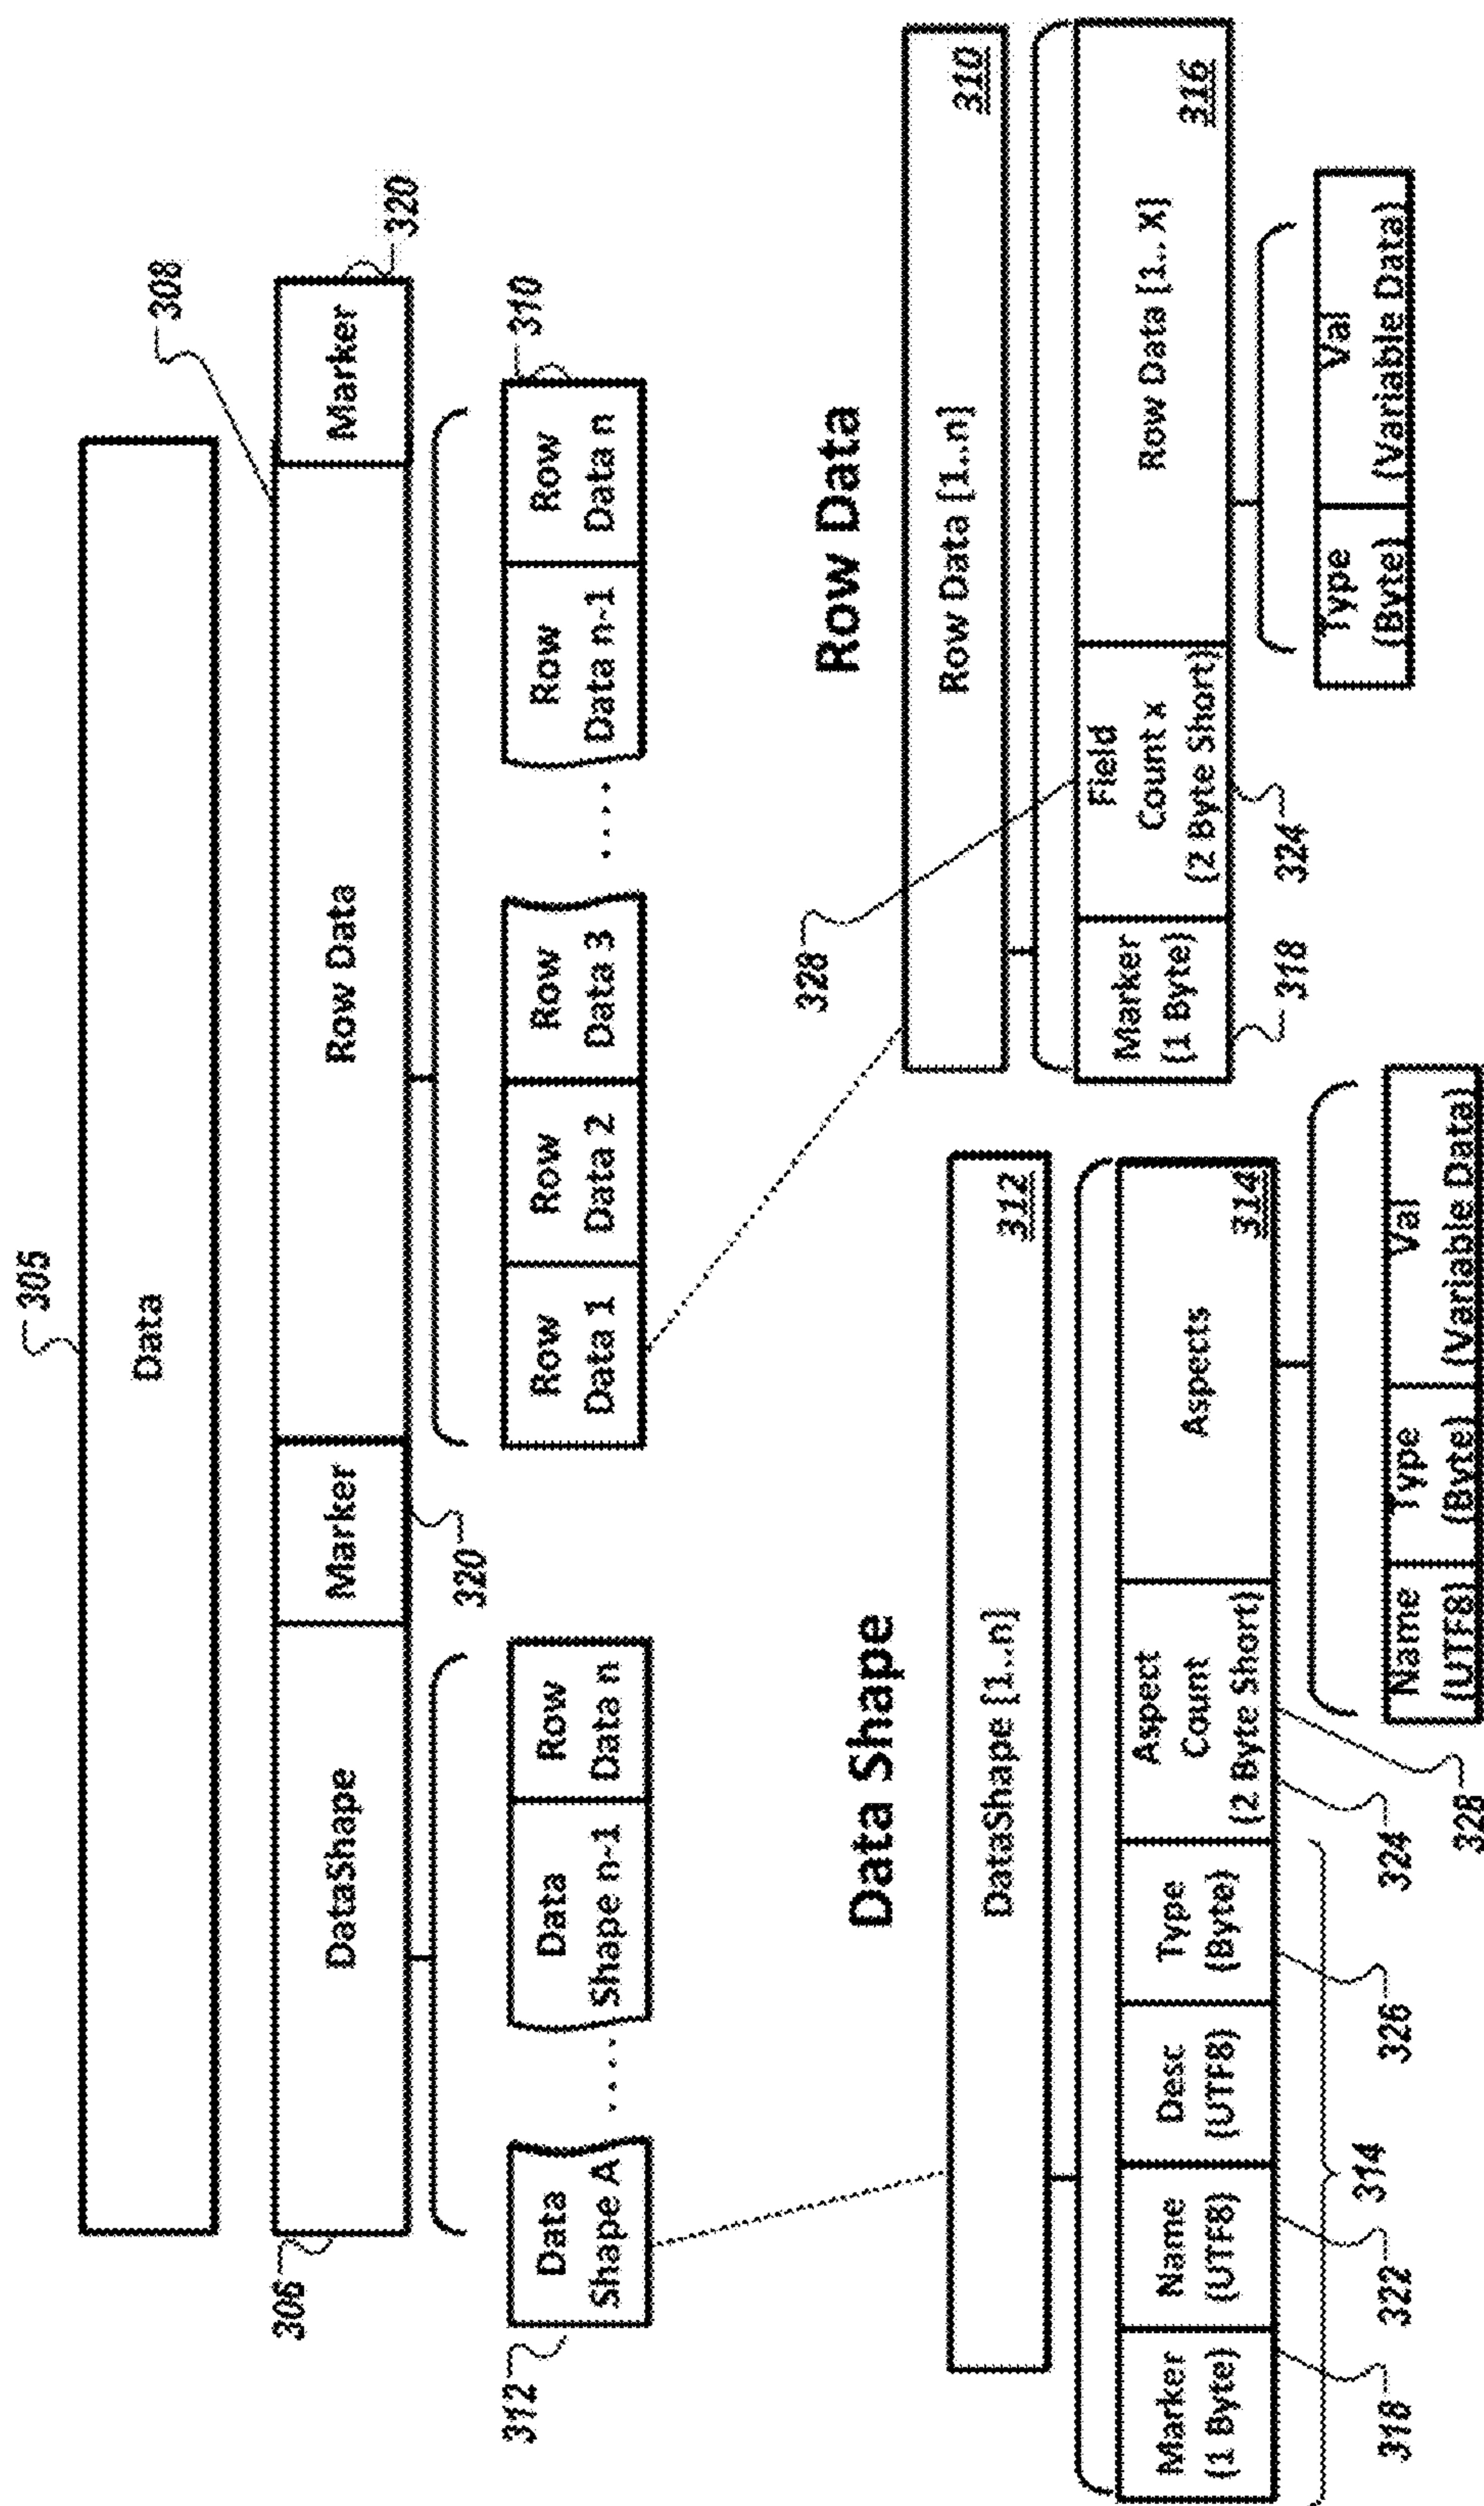 305
Data
308
306
DataShape
Marker
Row Data
Marker
320
320
312
Data
Shape A
....
Data
Shape n-1
Row
Data n
Row
Data 1
Row
Data 2
Row
Data 3
....
Row
Data n-1
Row
Data n
310
Data Shape
DataShape [1..n]
312
Marker
(1 Byte)
Name
(UTF8)
Desc
(UTF8)
Type
(Byte)
Aspect
Count
(2 Byte Short)
Aspects
314
318
322
314
326
324
328
Name
(UTF8)
Type
(Byte)
Val
(Variable Data)
328
Row Data
Row Data [1..n]
310
Marker
(1 Byte)
Field
Count x
(2 Byte Short)
Row Data [1.. X]
316
318
324
Type
(Byte)
Val
(Variable Data)